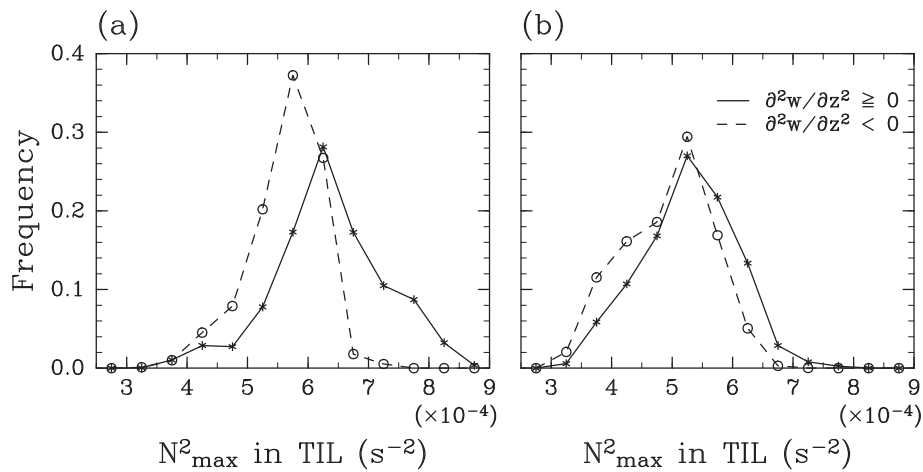 (a)
(b)
0.4
0.3
0.2
0.1
0.0
Frequency
∂²w/∂z² ≧ 0
∂²w/∂z² < 0
3 4 5 6 7 8 9
3 4 5 6 7 8 9
(×10⁻⁴)
(×10⁻⁴)
N²max in TIL (s⁻²)
N²max in TIL (s⁻²)